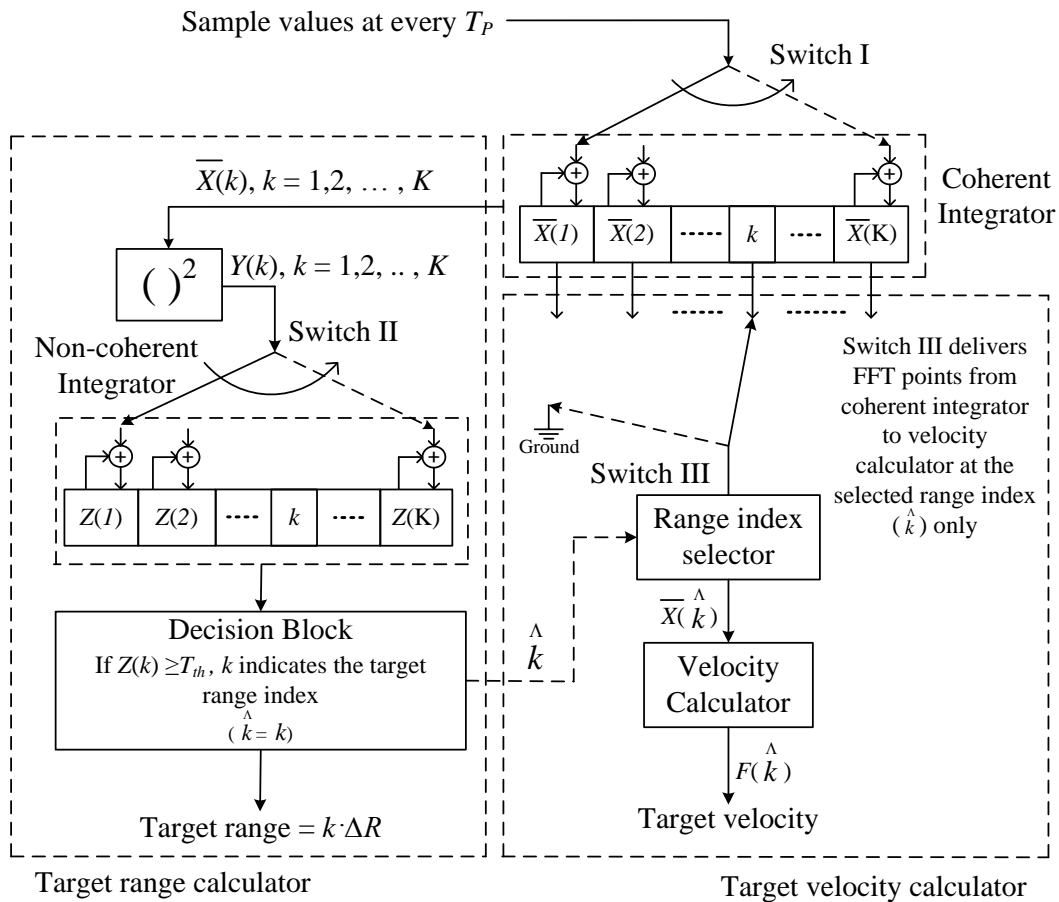 Sample values at every T_P
Switch I
Coherent
Integrator
+
+
+
X̅(1)
X̅(2)
k
X̅(K)
X̅(k), k = 1,2, … , K
( )²
Y(k), k = 1,2, .. , K
Switch II
Non-coherent
Integrator
+
+
+
Z(1)
Z(2)
k
Z(K)
Decision Block
If Z(k) ≥T_th, k indicates the target
range index
(k̂ = k)
Target range = k·ΔR
Target range calculator
k̂
Switch III delivers
FFT points from
coherent integrator
to velocity
calculator at the
selected range index
(k̂) only
Ground
Switch III
Range index
selector
X̅(k̂)
Velocity
Calculator
F(k̂)
Target velocity
Target velocity calculator